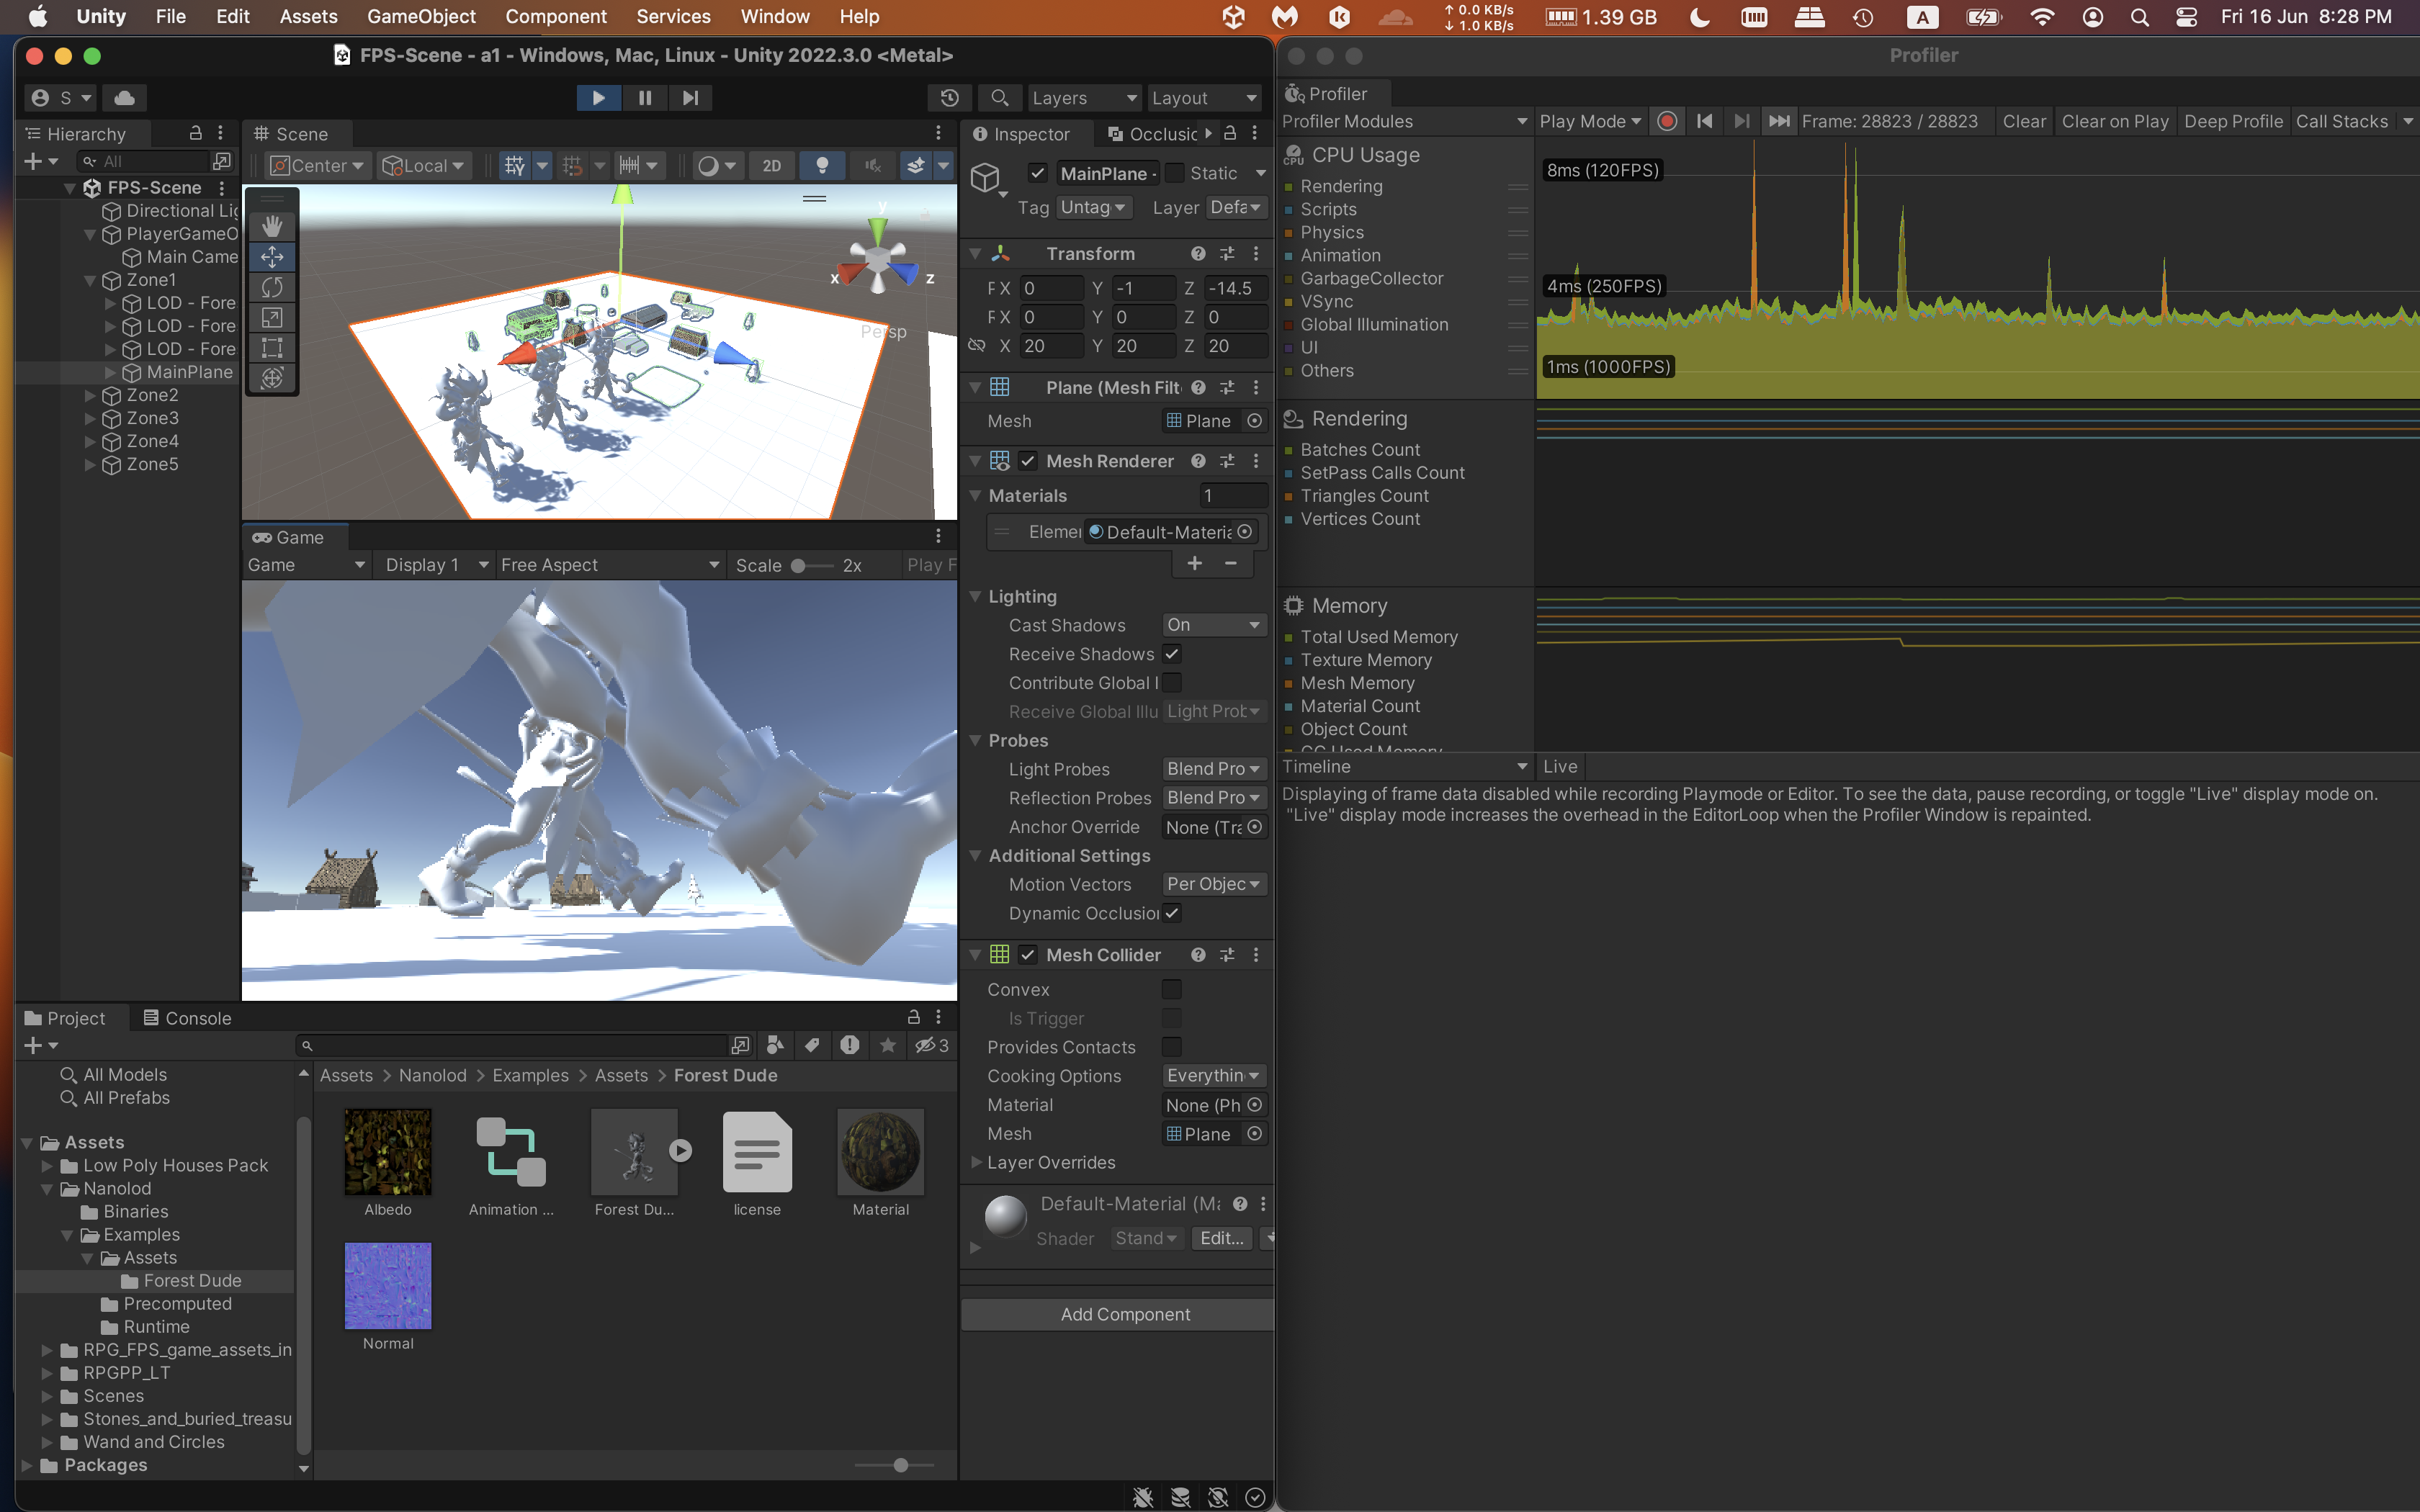 Unity File Edit Assets GameObject Component Services Window Help
↑ 0.0 KB/s
↓ 1.0 KB/s
1.39 GB
A
Fri 16 Jun 8:28 PM
FPS-Scene - a1 - Windows, Mac, Linux - Unity 2022.3.0 <Metal>
S
Layers
Layout
Hierarchy
All
FPS-Scene
Directional Lig
PlayerGameO
Main Came
Zone1
LOD - Fore
LOD - Fore
LOD - Fore
MainPlane
Zone2
Zone3
Zone4
Zone5
Scene
Center
Local
2D
y
x
z
Persp
Game
Game
Display 1
Free Aspect
Scale
2x
Play F
Inspector
Occlusic
MainPlane -
Static
Tag Untag
Layer Defa
Transform
X 0 Y -1 Z -14.5
X 0 Y 0 Z 0
X 20 Y 20 Z 20
Plane (Mesh Filt
Mesh Plane
Mesh Renderer
Materials 1
Elemer Default-Materia
+ −
Lighting
Cast Shadows On
Receive Shadows
Contribute Global I
Receive Global Illu Light Prob
Probes
Light Probes Blend Pro
Reflection Probes Blend Pro
Anchor Override None (Tra
Additional Settings
Motion Vectors Per Objec
Dynamic Occlusion
Mesh Collider
Convex
Is Trigger
Provides Contacts
Cooking Options Everythin
Material None (Ph
Mesh Plane
Layer Overrides
Default-Material (Ma
Shader Stand Edit...
Add Component
Project
Console
3
All Models
All Prefabs
Assets
Low Poly Houses Pack
Nanolod
Binaries
Examples
Assets
Forest Dude
Precomputed
Runtime
RPG_FPS_game_assets_in
RPGPP_LT
Scenes
Stones_and_buried_treasu
Wand and Circles
Packages
Assets > Nanolod > Examples > Assets > Forest Dude
Albedo
Animation ...
Forest Du...
license
Material
Normal
Profiler
Profiler
Profiler Modules
Play Mode
Frame: 28823 / 28823
Clear
Clear on Play
Deep Profile
Call Stacks
CPU
CPU Usage
Rendering
Scripts
Physics
Animation
GarbageCollector
VSync
Global Illumination
UI
Others
8ms (120FPS)
4ms (250FPS)
1ms (1000FPS)
Rendering
Batches Count
SetPass Calls Count
Triangles Count
Vertices Count
Memory
Total Used Memory
Texture Memory
Mesh Memory
Material Count
Object Count
GC Used Memory
Timeline
Live
Displaying of frame data disabled while recording Playmode or Editor. To see the data, pause recording, or toggle "Live" display mode on.
"Live" display mode increases the overhead in the EditorLoop when the Profiler Window is repainted.